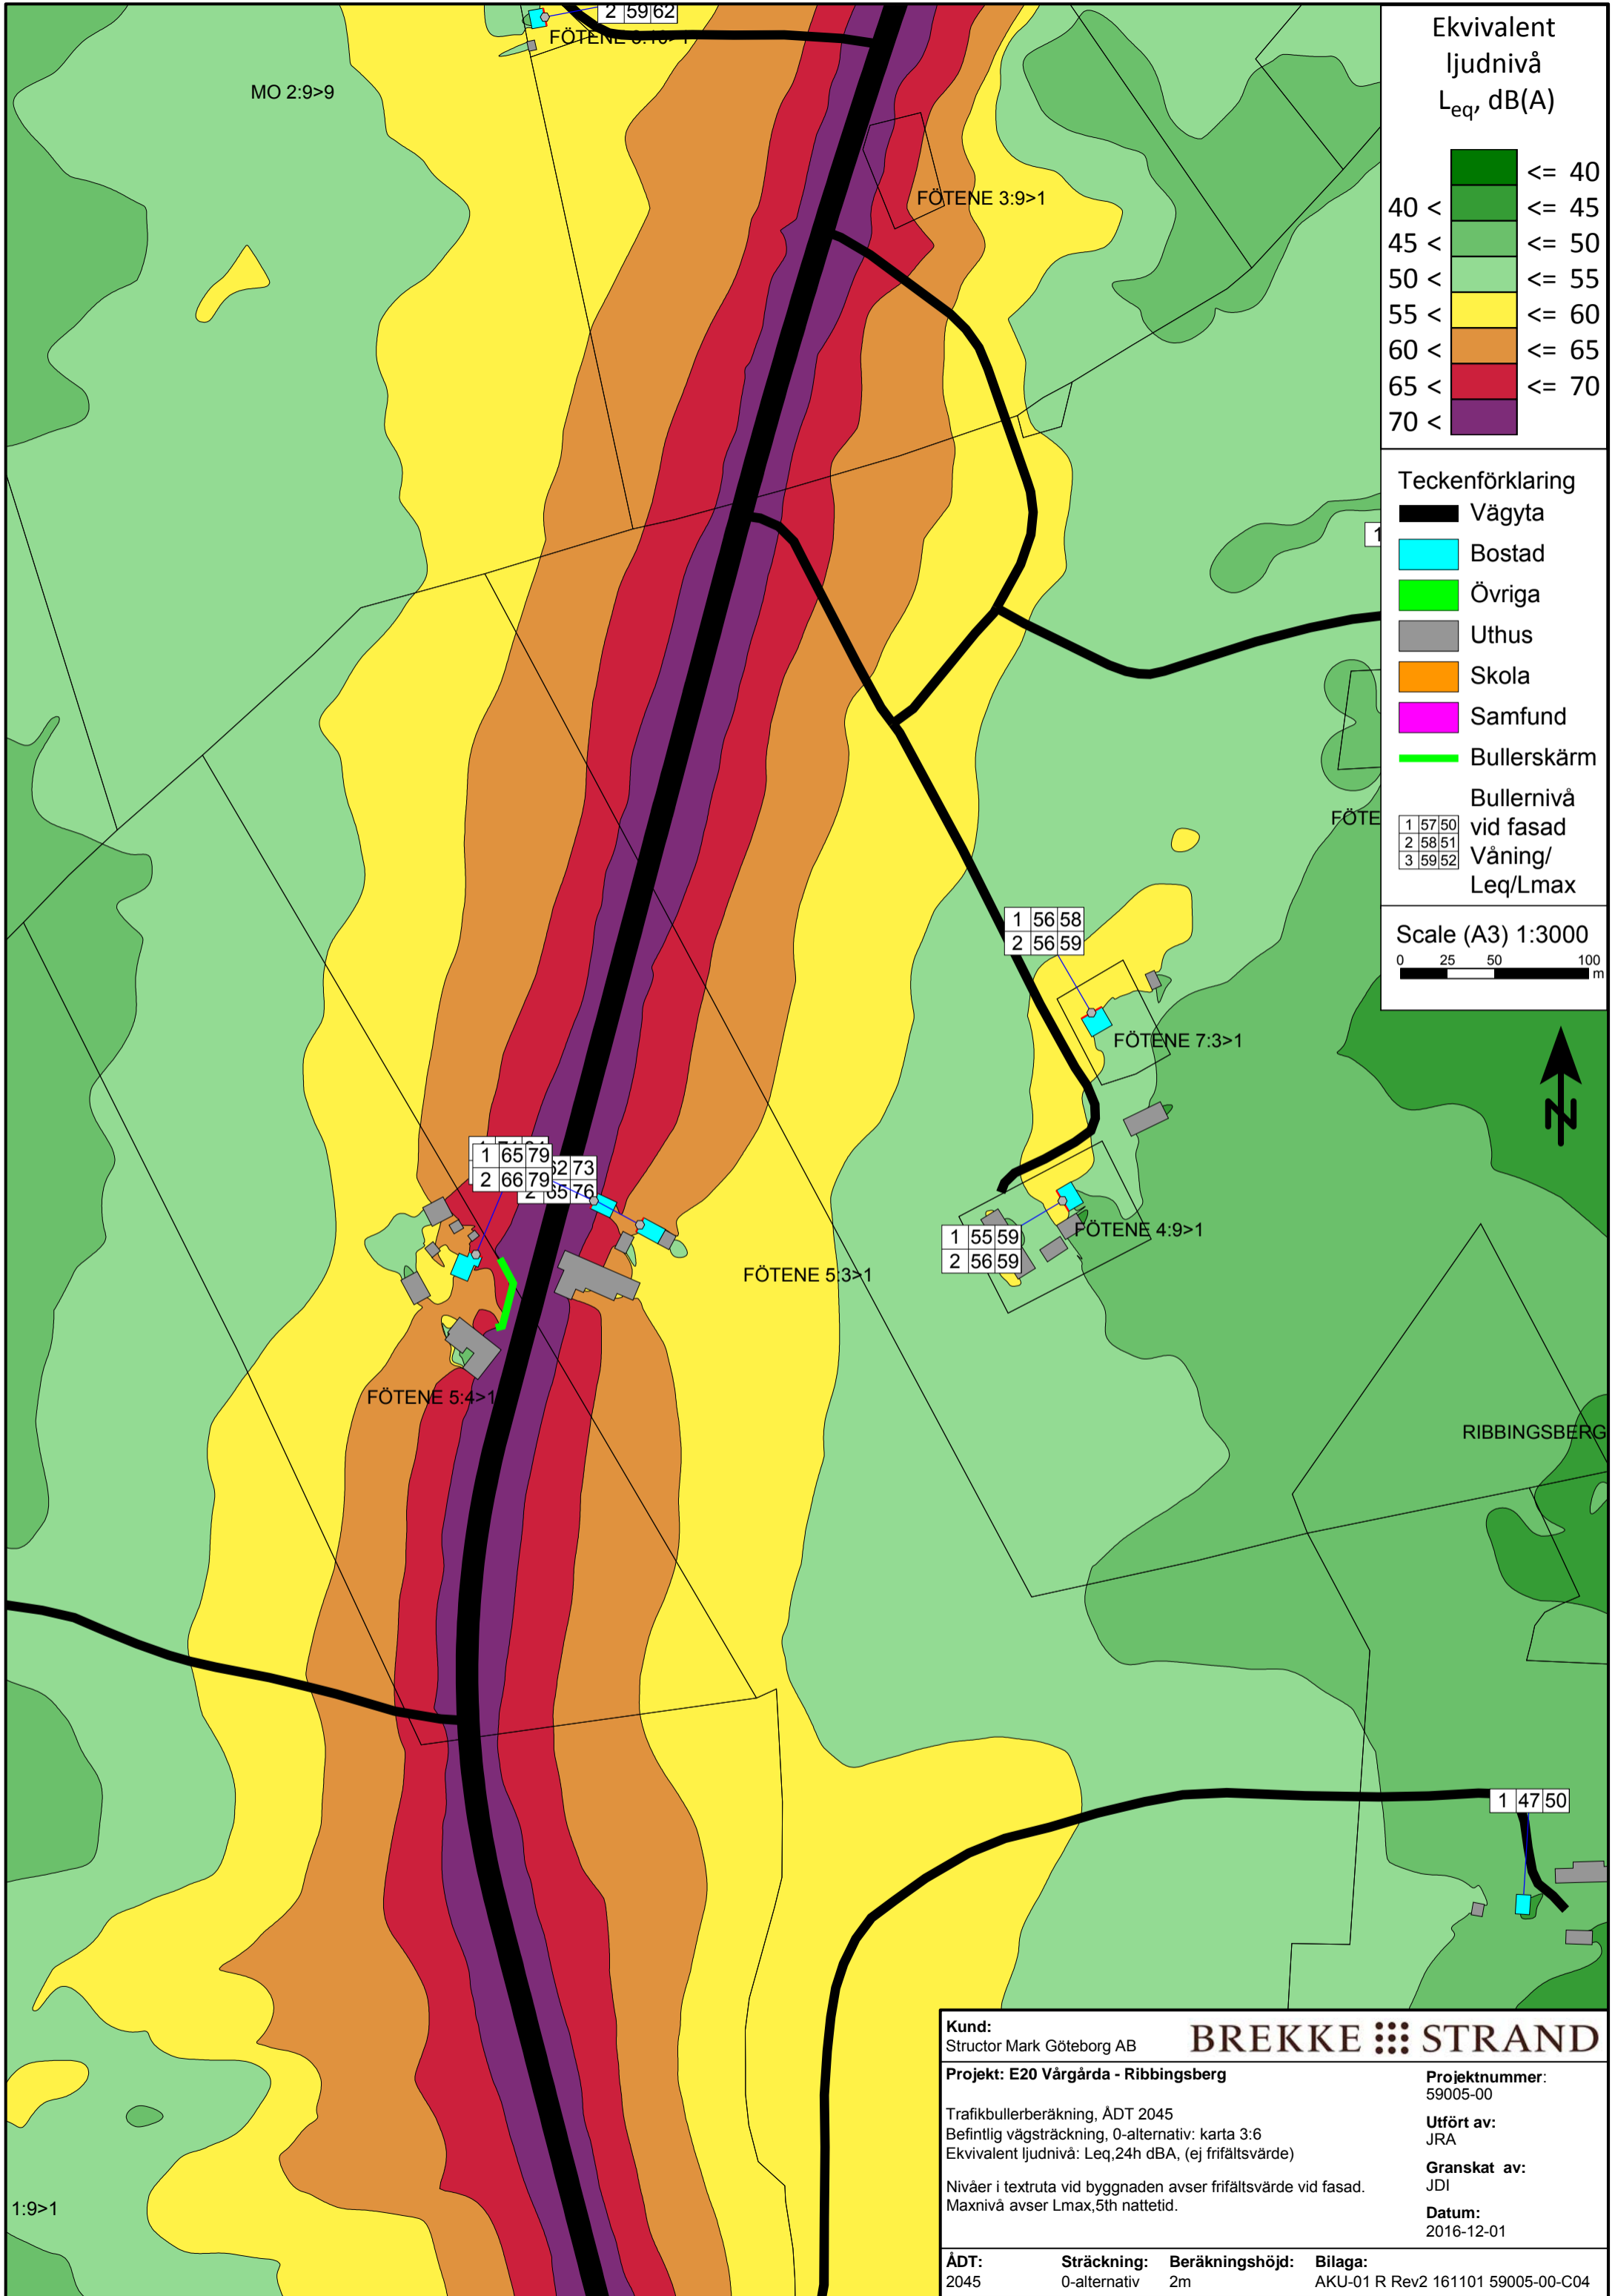 2 59 62
MO 2:9>9
FÖTENE 3:9>1
Ekvivalent
ljudnivå
Leq, dB(A)
<= 40
40 < <= 45
45 < <= 50
50 < <= 55
55 < <= 60
60 < <= 65
65 < <= 70
70 <
Teckenförklaring
Vägyta
Bostad
Övriga
Uthus
Skola
Samfund
Bullerskärm
Bullernivå
vid fasad
Våning/
Leq/Lmax
1 57 50
2 58 51
3 59 52
Scale (A3) 1:3000
0 25 50 100
m
N
1
FÖTE
1 56 58
2 56 59
FÖTENE 7:3>1
1 65 79
2 66 79
62 73
2 65 76
1 55 59
2 56 59
FÖTENE 4:9>1
FÖTENE 5:3>1
FÖTENE 5:4>1
RIBBINGSBERG
1 47 50
1:9>1
Kund:
Structor Mark Göteborg AB
BREKKE STRAND
Projekt: E20 Vårgårda - Ribbingsberg
Trafikbullerberäkning, ÅDT 2045
Befintlig vägsträckning, 0-alternativ: karta 3:6
Ekvivalent ljudnivå: Leq,24h dBA, (ej frifältsvärde)
Nivåer i textruta vid byggnaden avser frifältsvärde vid fasad.
Maxnivå avser Lmax,5th nattetid.
Projektnummer:
59005-00
Utfört av:
JRA
Granskat av:
JDI
Datum:
2016-12-01
ÅDT: Sträckning: Beräkningshöjd: Bilaga:
2045 0-alternativ 2m AKU-01 R Rev2 161101 59005-00-C04